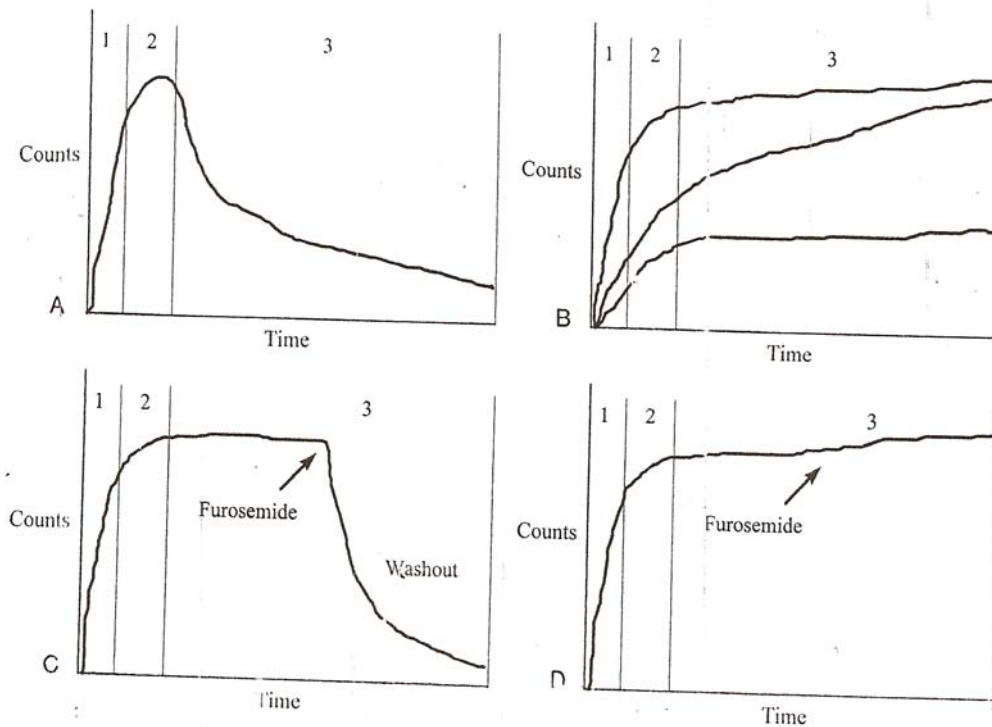 1 2 3
Counts
A
Time
1 2 3
Counts
B
Time
1 2 3
Furosemide
Counts
Washout
C
Time
1 2 3
Furosemide
Counts
D
Time